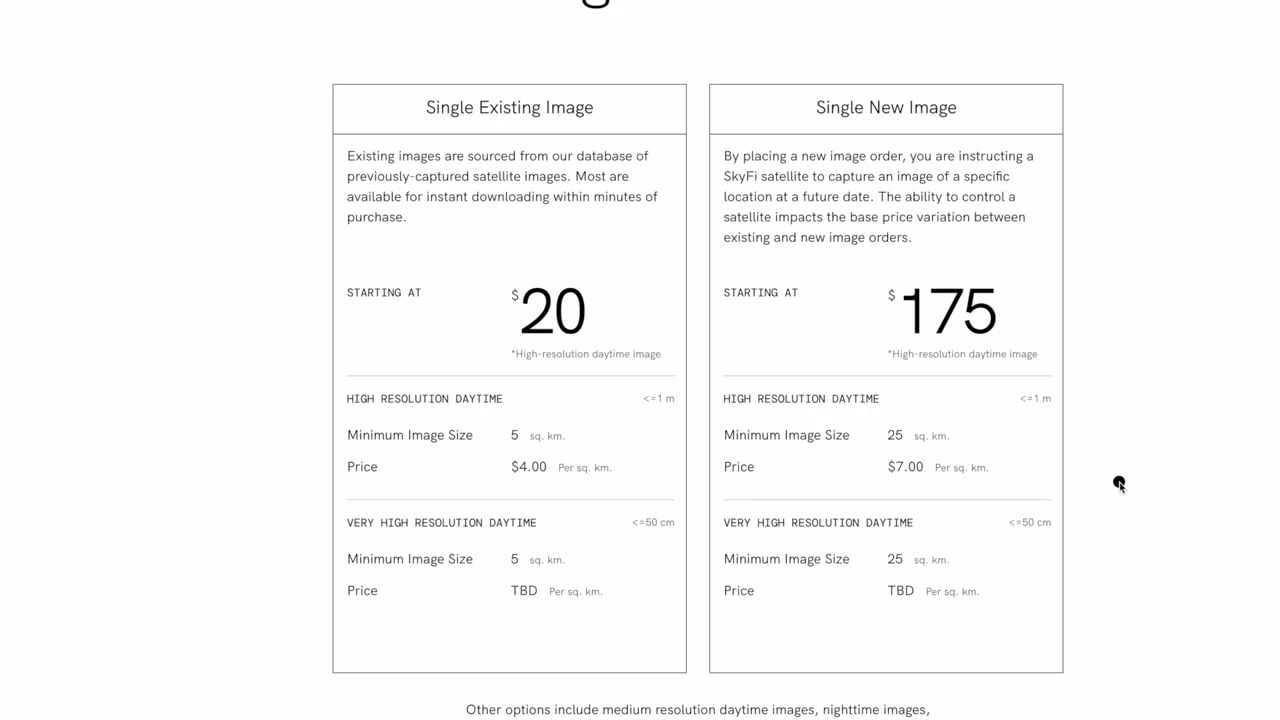 Single Existing Image
Existing images are sourced from our database of
previously-captured satellite images. Most are
available for instant downloading within minutes of
purchase.
STARTING AT
$20
*High-resolution daytime image
HIGH RESOLUTION DAYTIME <=1 m
Minimum Image Size 5 sq. km.
Price $4.00 Per sq. km.
VERY HIGH RESOLUTION DAYTIME <=50 cm
Minimum Image Size 5 sq. km.
Price TBD Per sq. km.
Single New Image
By placing a new image order, you are instructing a
SkyFi satellite to capture an image of a specific
location at a future date. The ability to control a
satellite impacts the base price variation between
existing and new image orders.
STARTING AT
$175
*High-resolution daytime image
HIGH RESOLUTION DAYTIME <=1 m
Minimum Image Size 25 sq. km.
Price $7.00 Per sq. km.
VERY HIGH RESOLUTION DAYTIME <=50 cm
Minimum Image Size 25 sq. km.
Price TBD Per sq. km.
Other options include medium resolution daytime images, nighttime images,